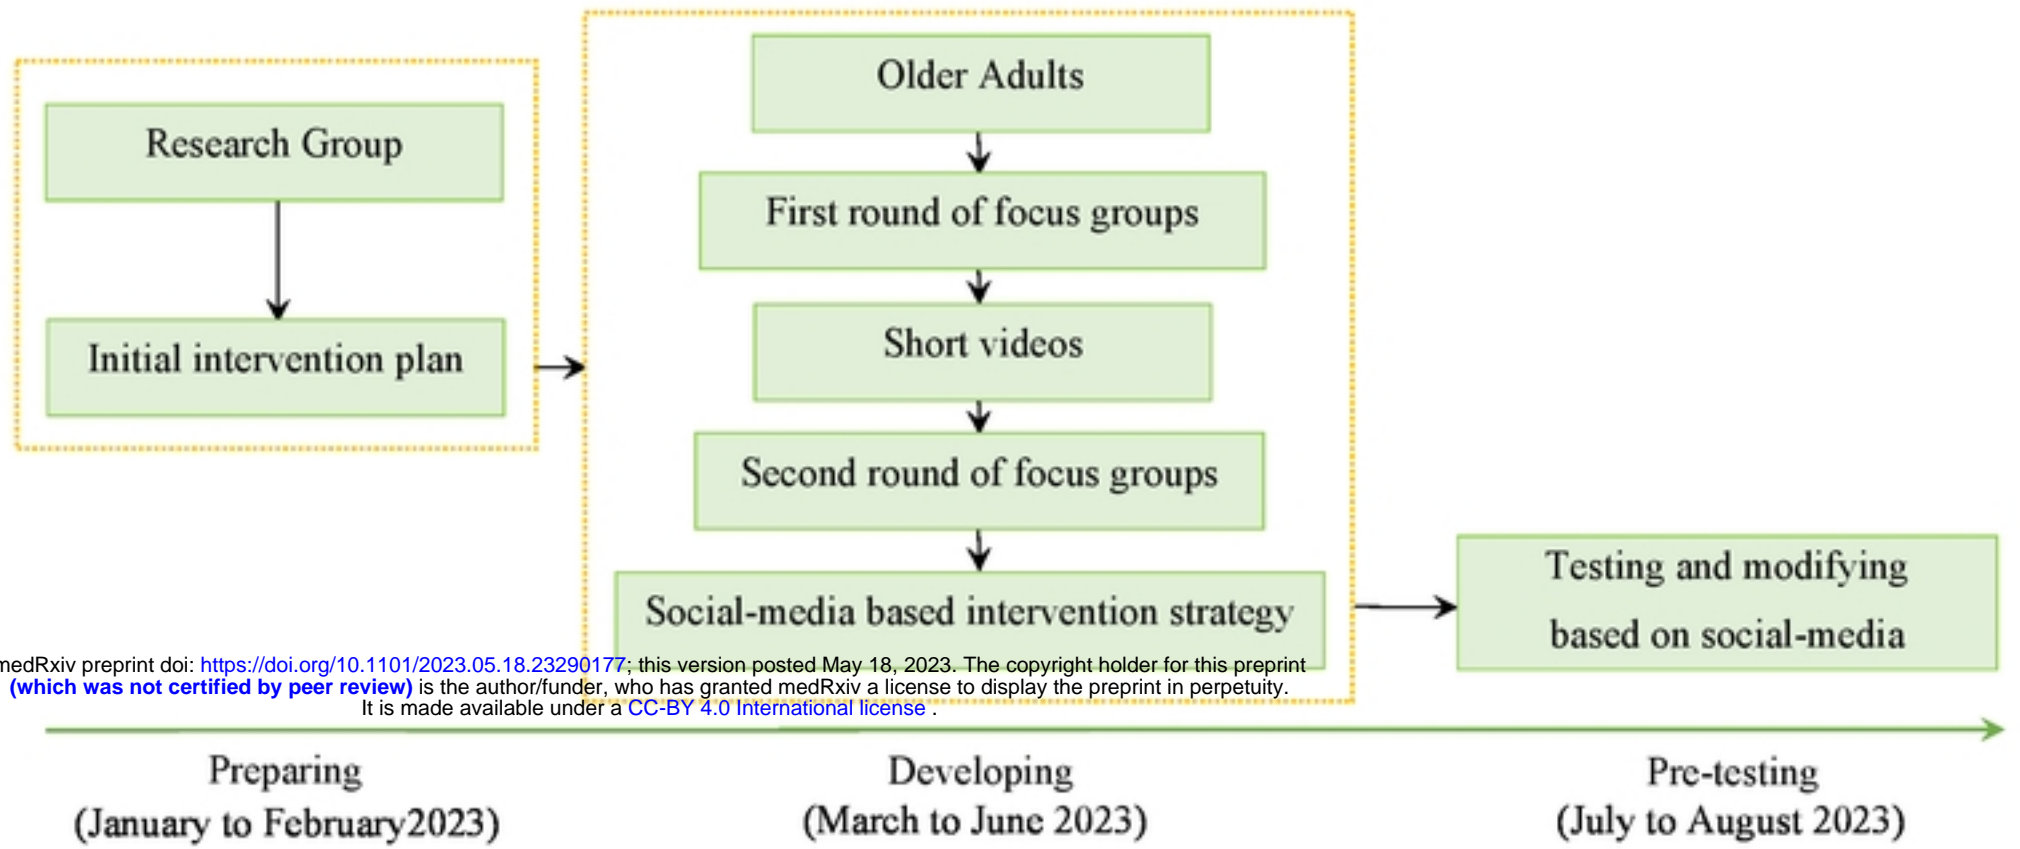 Research Group
Initial intervention plan
Older Adults
First round of focus groups
Short videos
Second round of focus groups
Social-media based intervention strategy
Testing and modifying
based on social-media
medRxiv preprint doi: https://doi.org/10.1101/2023.05.18.23290177; this version posted May 18, 2023. The copyright holder for this preprint
(which was not certified by peer review) is the author/funder, who has granted medRxiv a license to display the preprint in perpetuity.
It is made available under a CC-BY 4.0 International license .
Preparing
(January to February2023)
Developing
(March to June 2023)
Pre-testing
(July to August 2023)